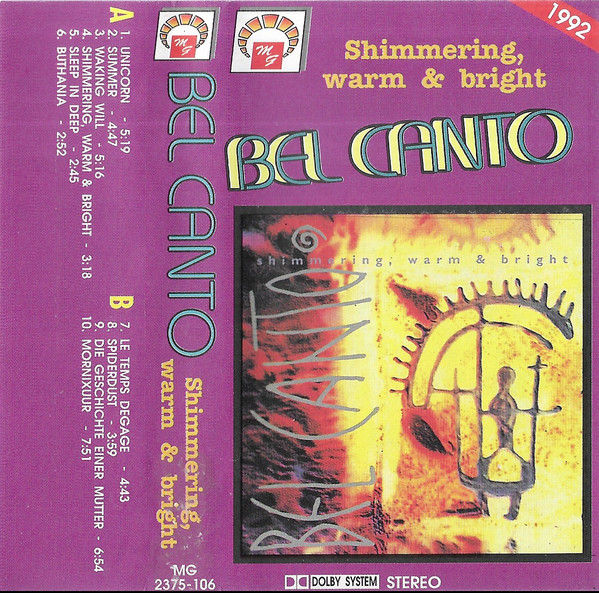 A
1. UNICORN - 5:19
2. SUMMER - 4:47
3. WAKING WILL - 5:16
4. SHIMMERING, WARM & BRIGHT - 3:18
5. SLEEP IN DEEP - 2:45
6. BUTHANIA - 2:52
B
7. LE TEMPS DEGAGE - 4:43
8. SPIDERDUST - 3:59
9. DIE GESCHICHTE EINER MUTTER - 6:54
10. MORNIXUUR - 7:51
MG
BEL CANTO
Shimmering,
warm & bright
MG
2375-106
MG
1992
Shimmering,
warm & bright
BEL CANTO
shimmering, warm & bright
BEL CANTO
DOLBY SYSTEM STEREO